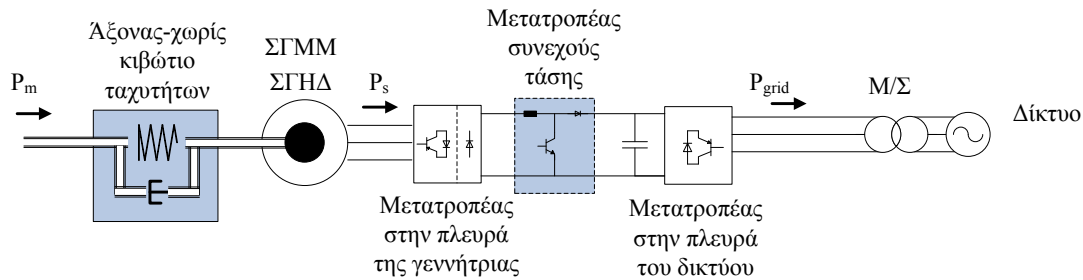 P_m
Άξονας-χωρίς
κιβώτιο
ταχυτήτων
ΣΓΜΜ
ΣΓΗΔ
P_s
Μετατροπέας
συνεχούς
τάσης
P_grid
Μ/Σ
Δίκτυο
Μετατροπέας
στην πλευρά
της γεννήτριας
Μετατροπέας
στην πλευρά
του δικτύου